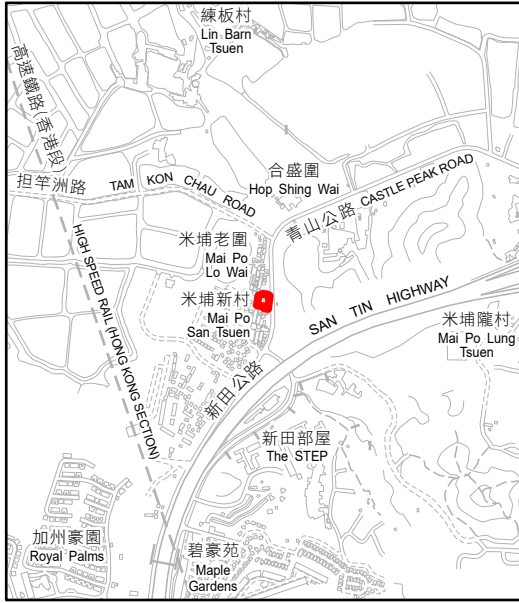 練板村
Lin Barn
Tsuen
高速鐵路(香港段)
合盛圍
Hop Shing Wai
担竿洲路
TAM KON CHAU ROAD
青山公路 CASTLE PEAK ROAD
米埔老圍
Mai Po
Lo Wai
HIGH SPEED RAIL (HONG KONG SECTION)
米埔新村
Mai Po
San Tsuen
SAN TIN HIGHWAY
米埔隴村
Mai Po Lung
Tsuen
新田公路
新田部屋
The STEP
加州豪園
Royal Palms
碧豪苑
Maple
Gardens